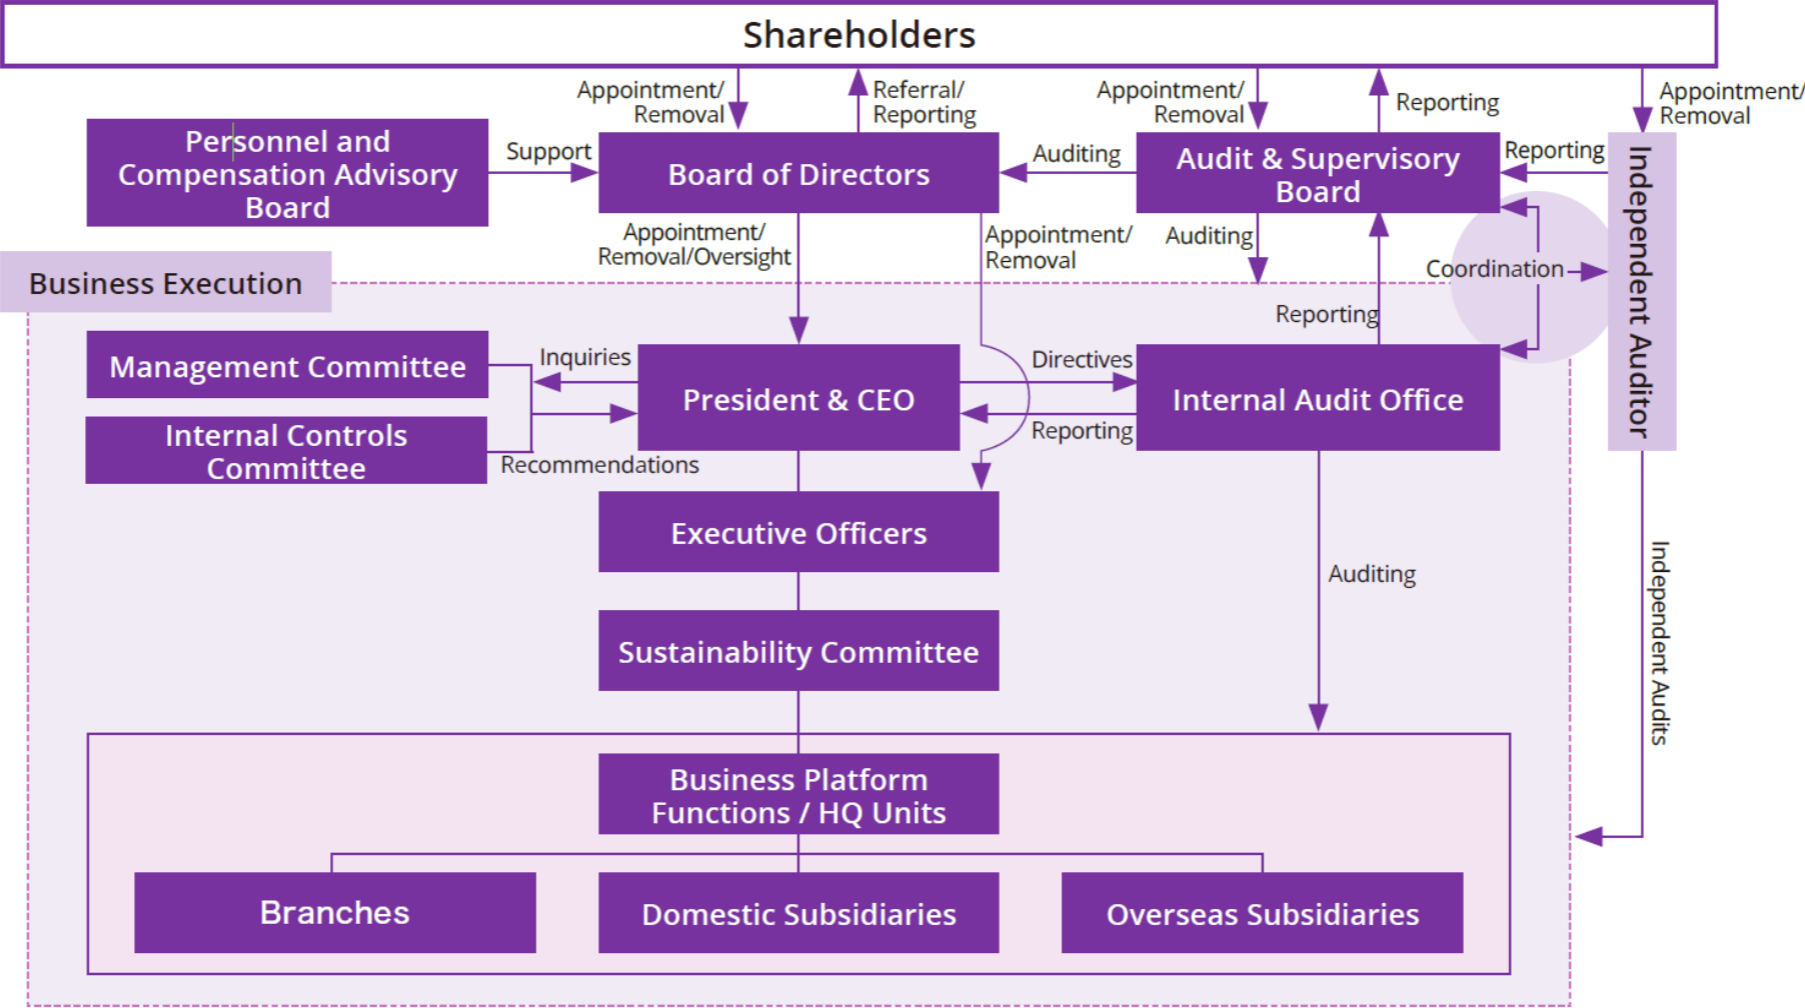 Shareholders
Appointment/
Removal
Referral/
Reporting
Appointment/
Removal
Reporting
Appointment/
Removal
Personnel and
Compensation Advisory
Board
Support
Board of Directors
Auditing
Audit & Supervisory
Board
Reporting
Independent Auditor
Appointment/
Removal/Oversight
Appointment/
Removal
Auditing
Coordination
Business Execution
Reporting
Management Committee
Inquiries
President & CEO
Directives
Internal Audit Office
Internal Controls
Committee
Recommendations
Reporting
Executive Officers
Auditing
Independent Audits
Sustainability Committee
Business Platform
Functions / HQ Units
Branches
Domestic Subsidiaries
Overseas Subsidiaries